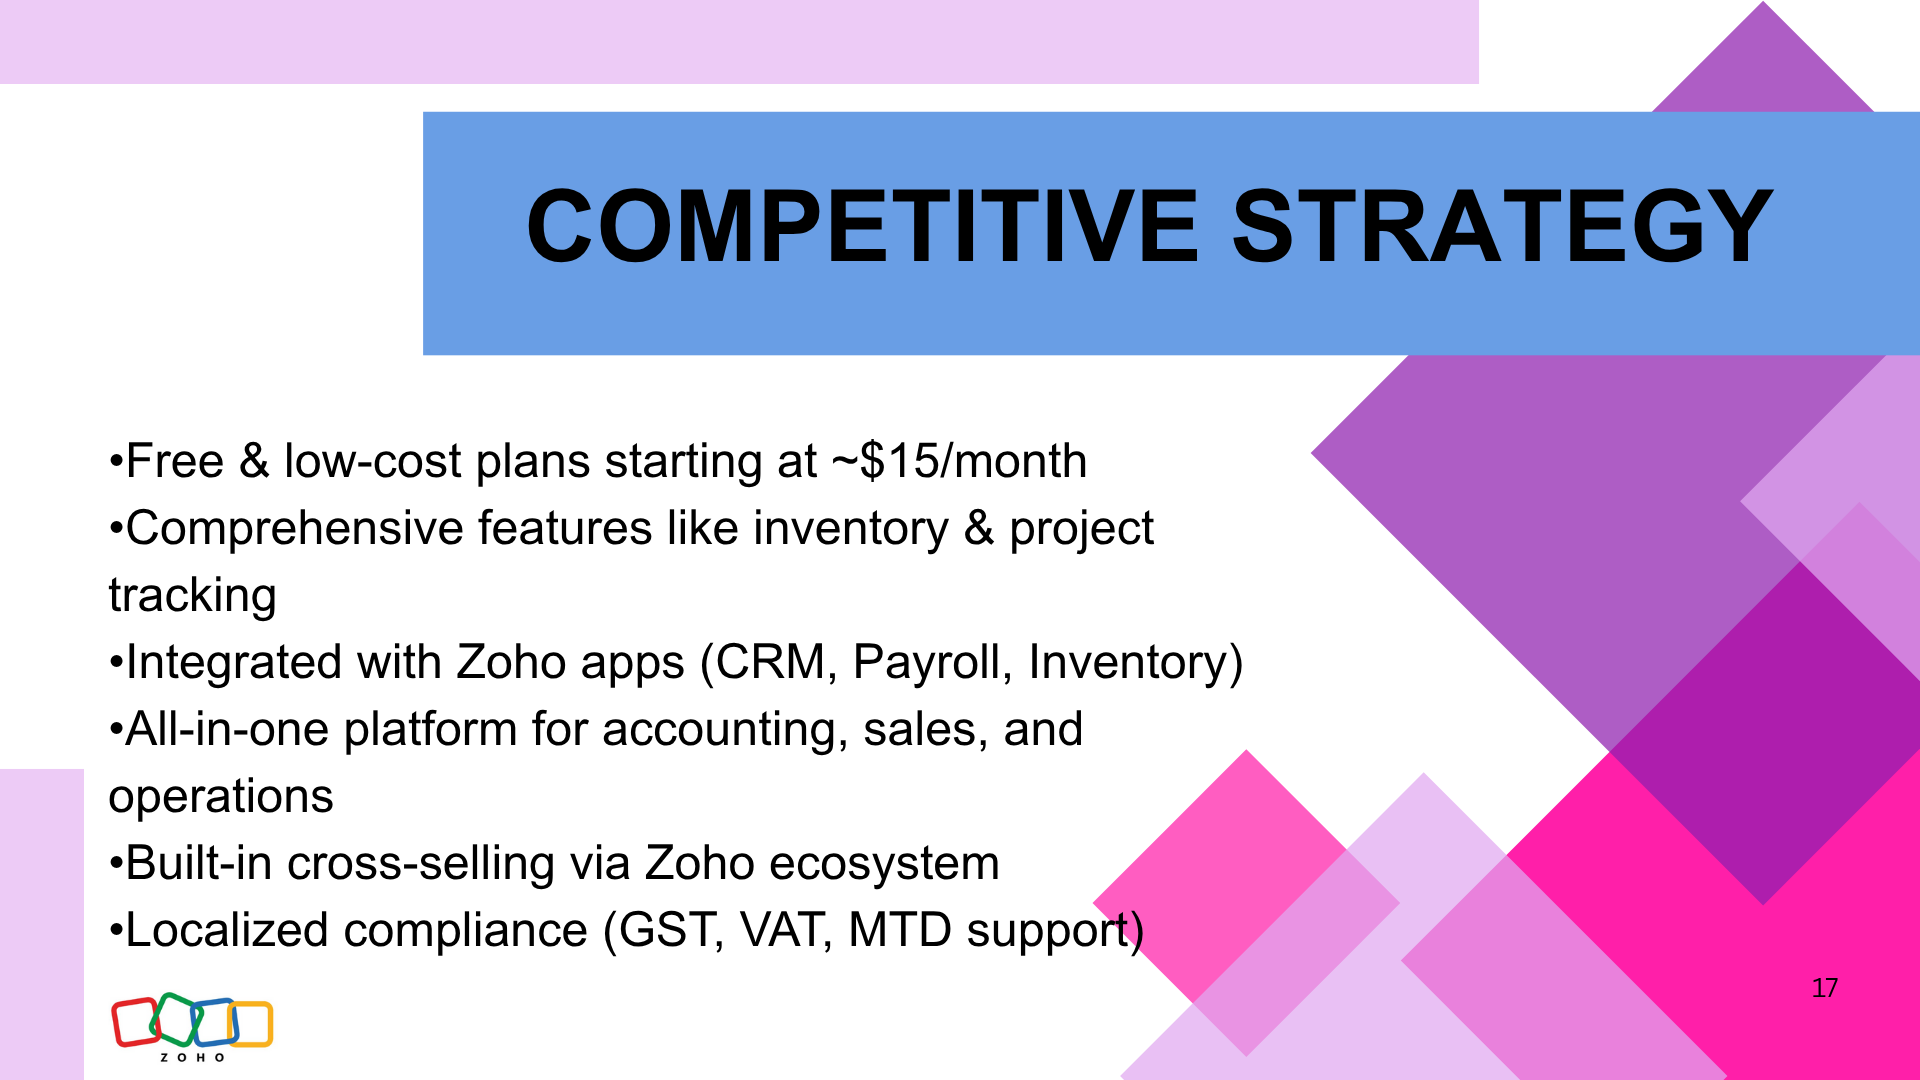 COMPETITIVE STRATEGY
•Free & low-cost plans starting at ~$15/month
•Comprehensive features like inventory & project
tracking
•Integrated with Zoho apps (CRM, Payroll, Inventory)
•All-in-one platform for accounting, sales, and
operations
•Built-in cross-selling via Zoho ecosystem
•Localized compliance (GST, VAT, MTD support)
17
ZOHO